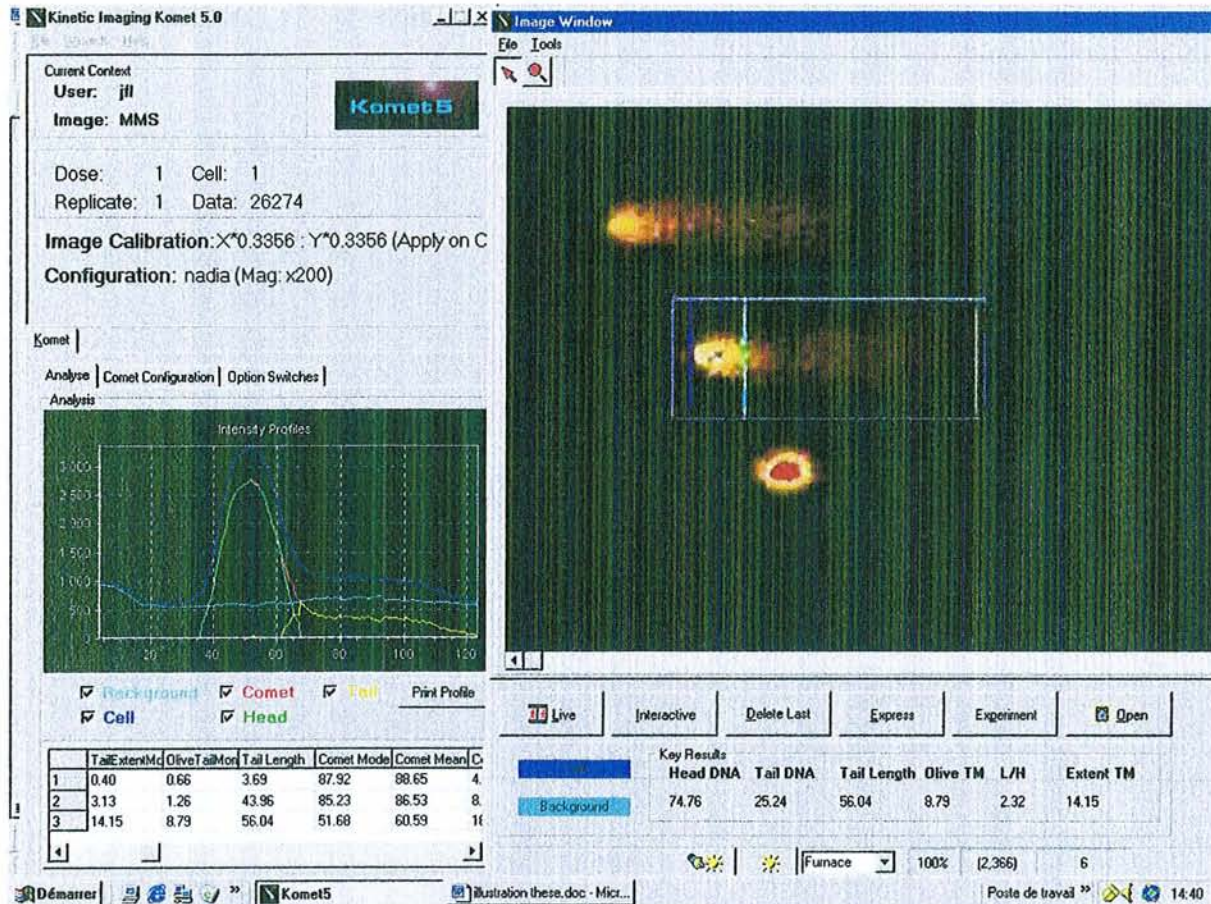 Kinetic Imaging Komet 5.0
Current Context
User: jfl
Image: MMS
Komet5
Dose: 1 Cell: 1
Replicate: 1 Data: 26274
Image Calibration: X*0.3356 : Y*0.3356 (Apply on C
Configuration: nadia (Mag: x200)
Komet
Analyse Comet Configuration Option Switches
Analysis
Intensity Profiles
3 000
2 500
2 000
1 500
1 000
500
0
20 40 60 80 100 120
Background Comet Tail Print Profile
Cell Head
TailExtentMo OliveTailMon Tail Length Comet Mode Comet Mean Co
1 0.40 0.66 3.69 87.92 88.65 4.
2 3.13 1.26 43.96 85.23 86.53 8.
3 14.15 8.79 56.04 51.68 60.59 16
Image Window
File Tools
Live Interactive Delete Last Express Experiment Open
Key Results
Head DNA Tail DNA Tail Length Olive TM L/H Extent TM
Background 74.76 25.24 56.04 8.79 2.32 14.15
Furnace 100% (2,366) 6
Démarrer » Komet5 illustration these.doc - Micr... Poste de travail » 14:40